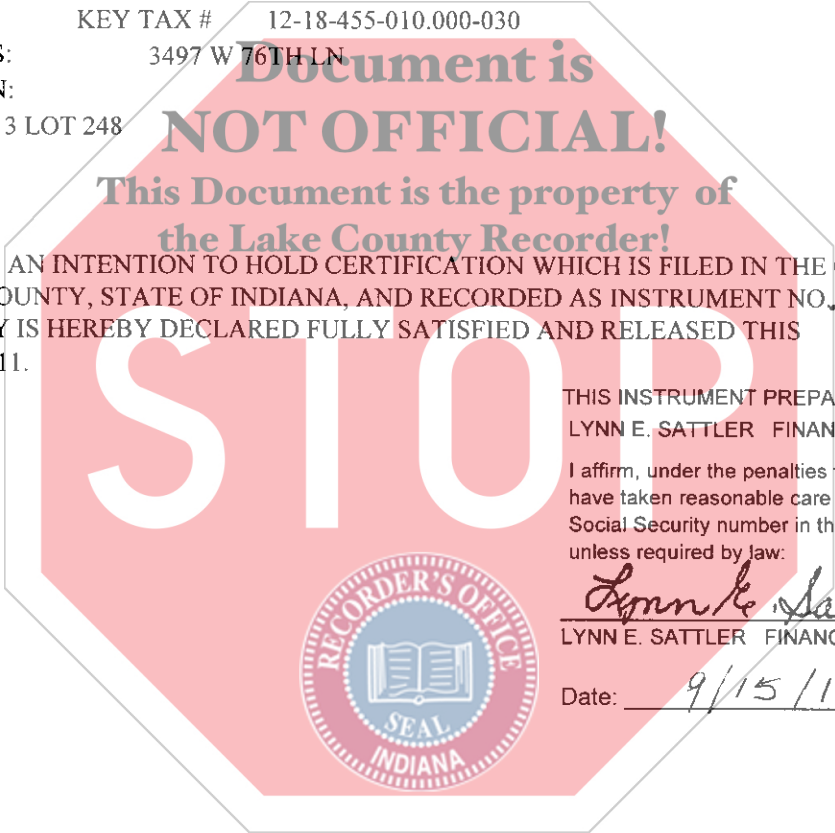 KEY TAX # 12-18-455-010.000-030
S: 3497 W 76TH LN
N:
3 LOT 248
Document is
NOT OFFICIAL!
This Document is the property of
the Lake County Recorder!
AN INTENTION TO HOLD CERTIFICATION WHICH IS FILED IN THE
OUNTY, STATE OF INDIANA, AND RECORDED AS INSTRUMENT NO.
Y IS HEREBY DECLARED FULLY SATISFIED AND RELEASED THIS
11.
STOP
THIS INSTRUMENT PREPA
LYNN E. SATTLER FINAN
I affirm, under the penalties
have taken reasonable care
Social Security number in th
unless required by law:
Lynn E. Sa
LYNN E. SATTLER FINANC
Date: 9/15/1
RECORDER'S OFFICE
SEAL
INDIANA